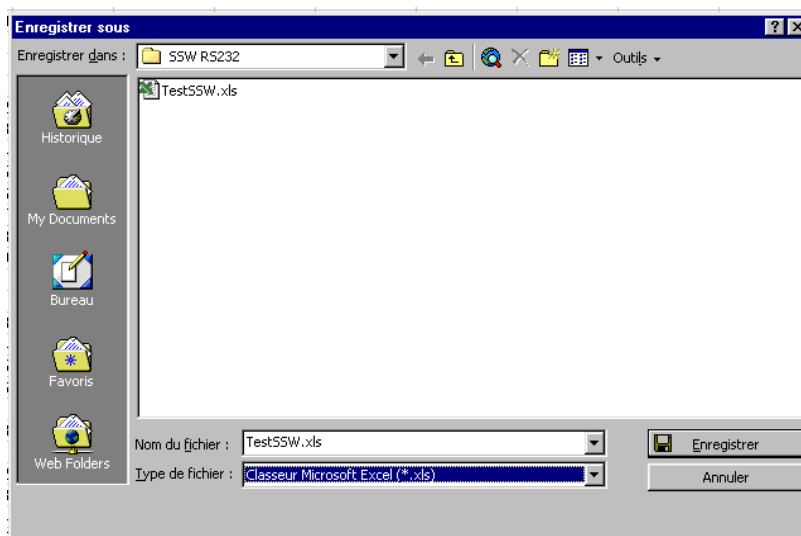 Enregistrer sous
Enregistrer dans : SSW RS232 Outils
TestSSW.xls
Historique
My Documents
Bureau
Favoris
Web Folders
Nom du fichier : TestSSW.xls Enregistrer
Type de fichier : Classeur Microsoft Excel (*.xls) Annuler